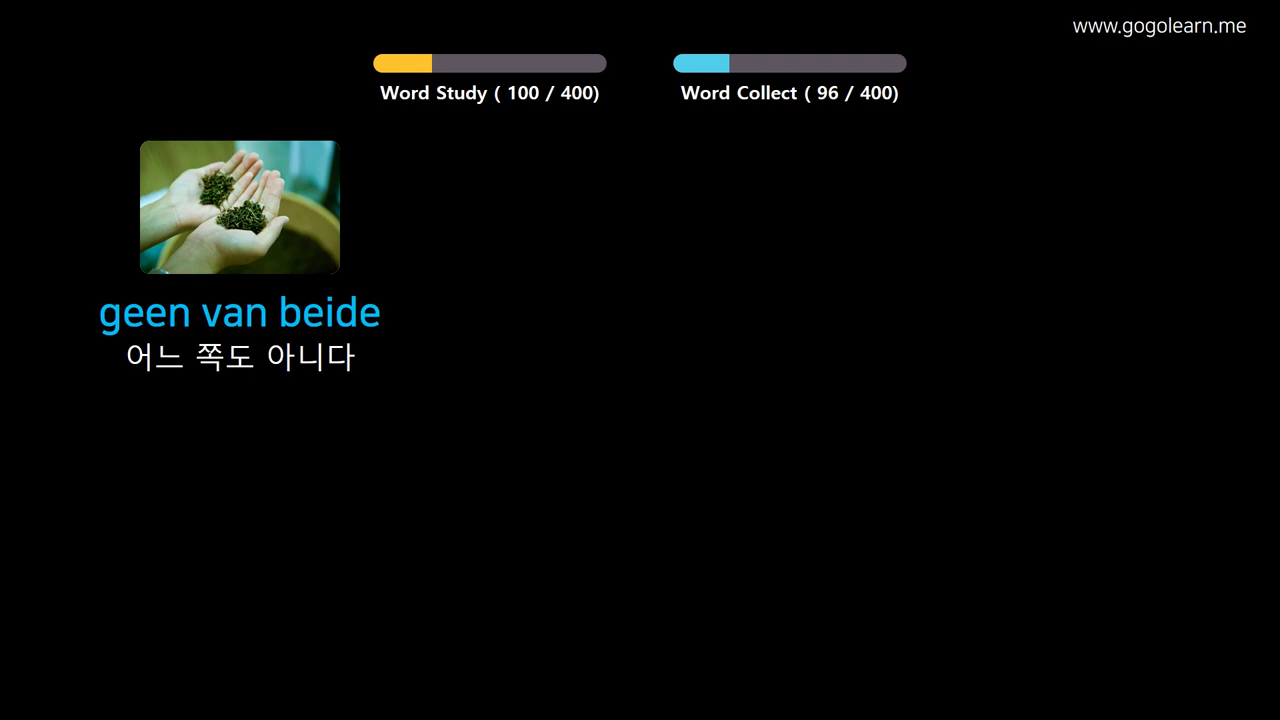 www.gogolearn.me
Word Study ( 100 / 400)
Word Collect ( 96 / 400)
geen van beide
어느 쪽도 아니다